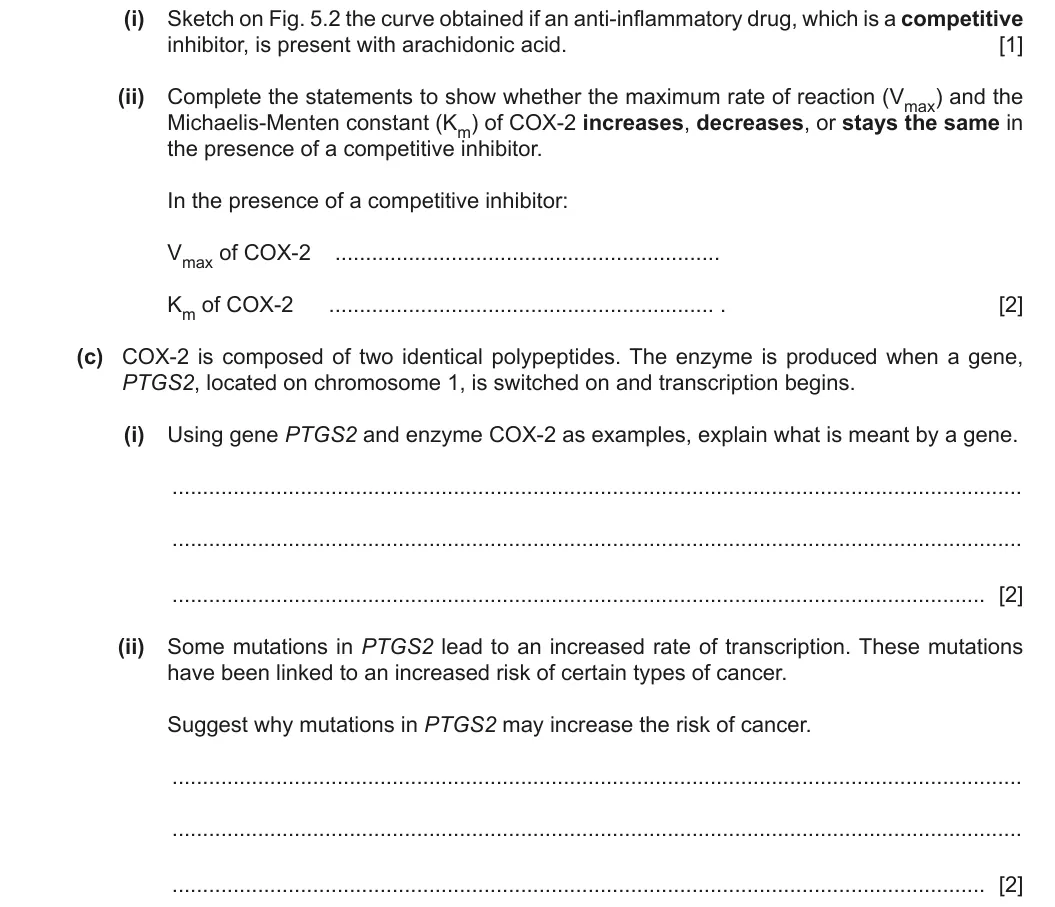 (i) Sketch on Fig. 5.2 the curve obtained if an anti-inflammatory drug, which is a competitive
inhibitor, is present with arachidonic acid. [1]
(ii) Complete the statements to show whether the maximum rate of reaction (Vmax) and the
Michaelis-Menten constant (Km) of COX-2 increases, decreases, or stays the same in
the presence of a competitive inhibitor.
In the presence of a competitive inhibitor:
Vmax of COX-2 ...............................................................
Km of COX-2 ............................................................... . [2]
(c) COX-2 is composed of two identical polypeptides. The enzyme is produced when a gene,
PTGS2, located on chromosome 1, is switched on and transcription begins.
(i) Using gene PTGS2 and enzyme COX-2 as examples, explain what is meant by a gene.
...........................................................................................................................................
...........................................................................................................................................
..................................................................................................................................... [2]
(ii) Some mutations in PTGS2 lead to an increased rate of transcription. These mutations
have been linked to an increased risk of certain types of cancer.
Suggest why mutations in PTGS2 may increase the risk of cancer.
...........................................................................................................................................
...........................................................................................................................................
..................................................................................................................................... [2]